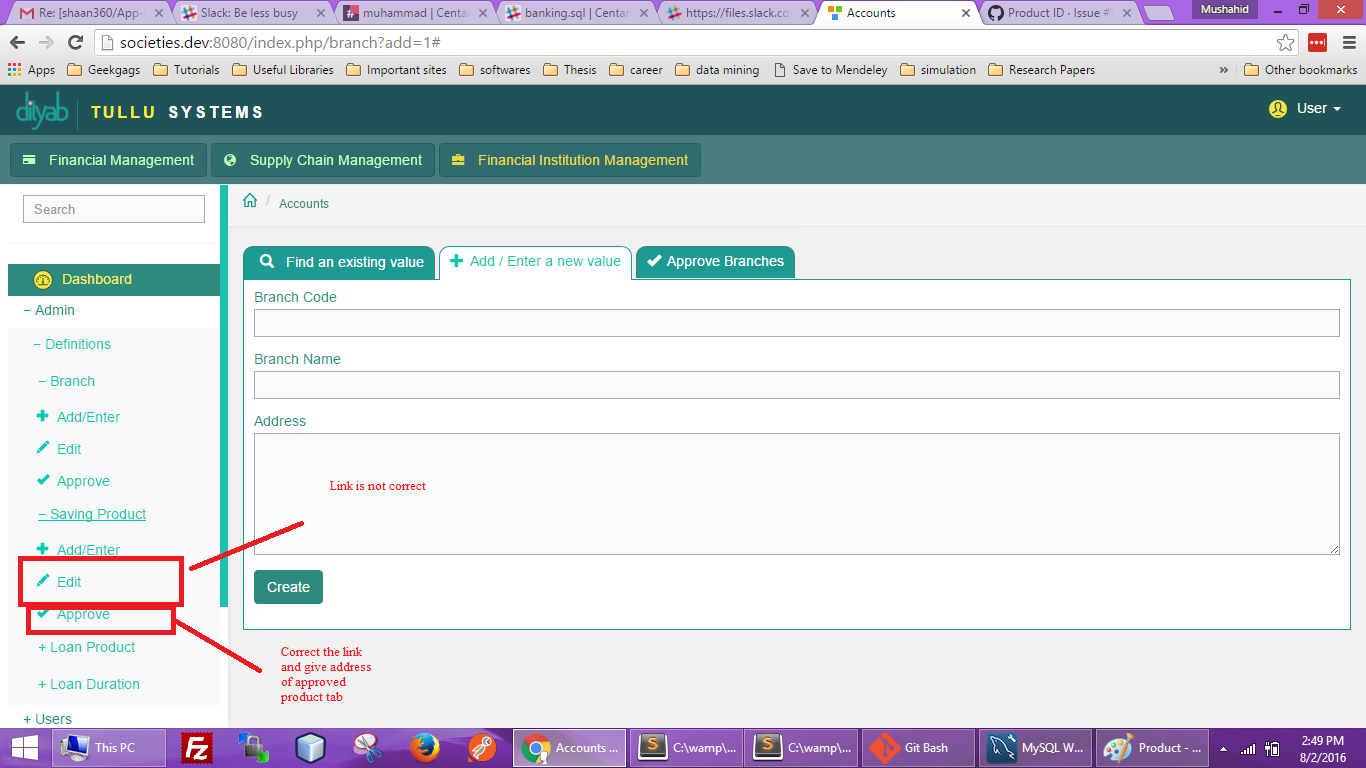 Re: [shaan360/App-
Slack: Be less busy
muhammad | Centar
banking.sql | Centar
https://files.slack.co
Accounts
Product ID · Issue #
Mushahid
societies.dev:8080/index.php/branch?add=1#
Apps Geekgags Tutorials Useful Libraries Important sites softwares Thesis career data mining Save to Mendeley simulation Research Papers » Other bookmarks
diyab TULLU SYSTEMS User
Financial Management Supply Chain Management Financial Institution Management
Search
/ Accounts
Find an existing value Add / Enter a new value Approve Branches
Dashboard
− Admin
− Definitions
− Branch
Add/Enter
Edit
Approve
− Saving Product
Add/Enter
Edit
Approve
+ Loan Product
+ Loan Duration
+ Users
Branch Code
Branch Name
Address
Link is not correct
Create
Correct the link
and give address
of approved
product tab
This PC
Accounts ...
C:\wamp\...
C:\wamp\...
Git Bash
MySQL W...
Product - ...
2:49 PM
8/2/2016